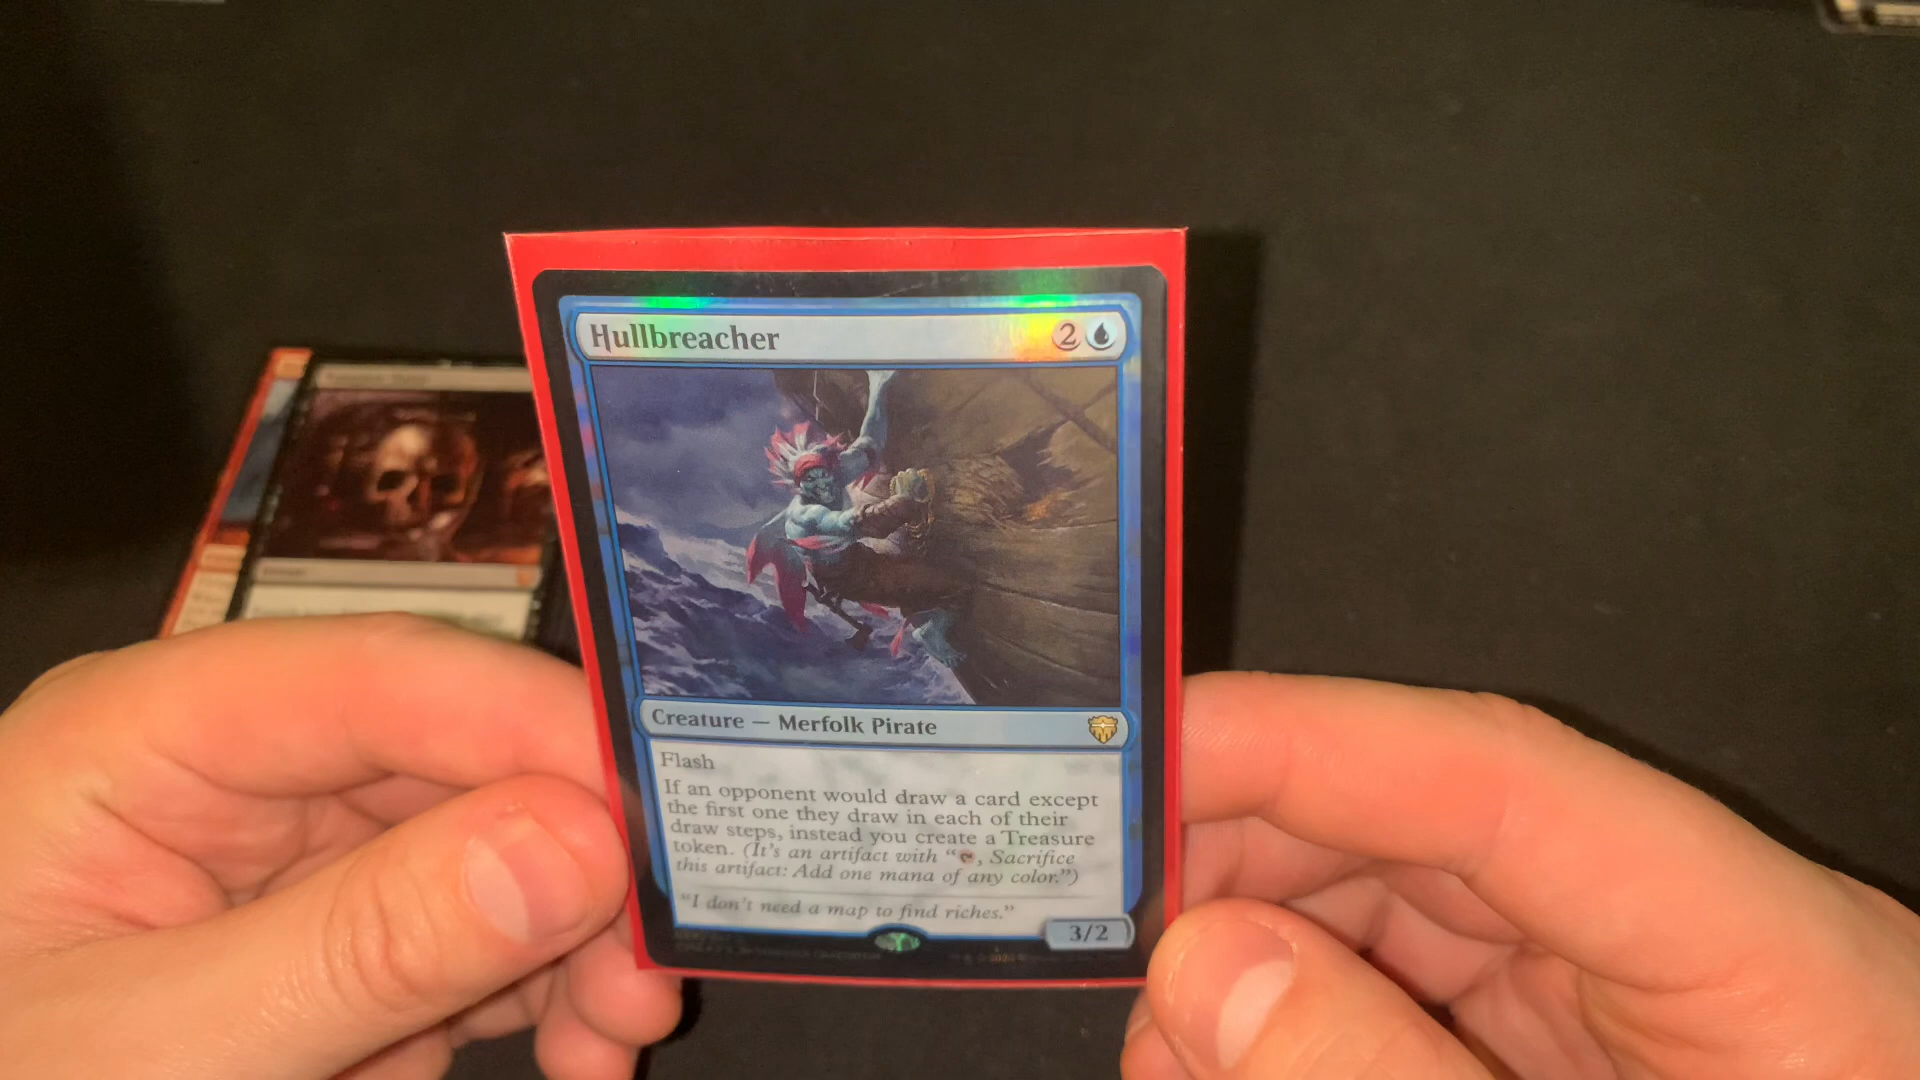 Hullbreacher 2
Creature — Merfolk Pirate
Flash
If an opponent would draw a card except
the first one they draw in each of their
draw steps, instead you create a Treasure
token. (It's an artifact with “, Sacrifice
this artifact: Add one mana of any color.”)
“I don't need a map to find riches.”
3/2